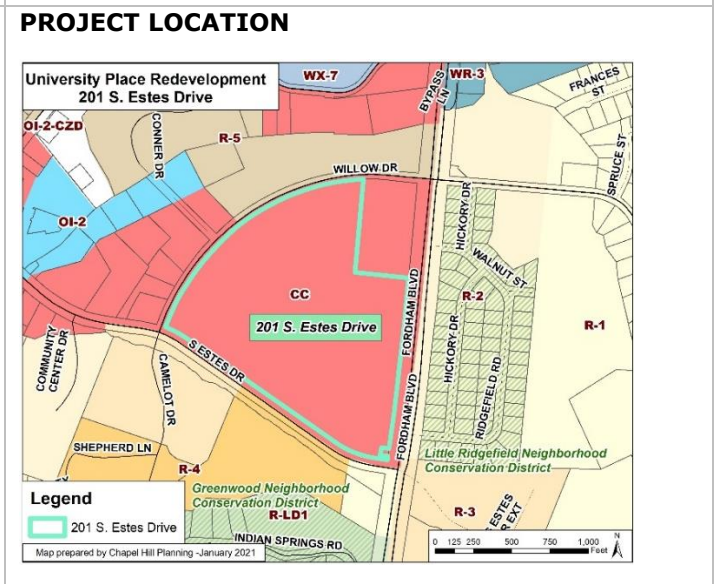 PROJECT LOCATION
University Place Redevelopment
201 S. Estes Drive
WX-7
WR-3
BYPASS
LN
FRANCES
ST
SPRUCE ST
OI-2-CZD
CONNER DR
R-5
WILLOW DR
OI-2
HICKORY DR
WALNUT ST
R-2
CC
201 S. Estes Drive
FORDHAM BLVD
R-1
COMMUNITY
CENTER DR
CAMELOT DR
S ESTES DR
FORDHAM BLVD
HICKORY DR
RIDGEFIELD RD
SHEPHERD LN
R-4
Little Ridgefield Neighborhood
Conservation District
Greenwood Neighborhood
Conservation District
R-LD1
INDIAN SPRINGS RD
R-3
ESTES
EXT
Legend
201 S. Estes Drive
Map prepared by Chapel Hill Planning -January 2021
0 125 250 500 750 1,000
Feet
N